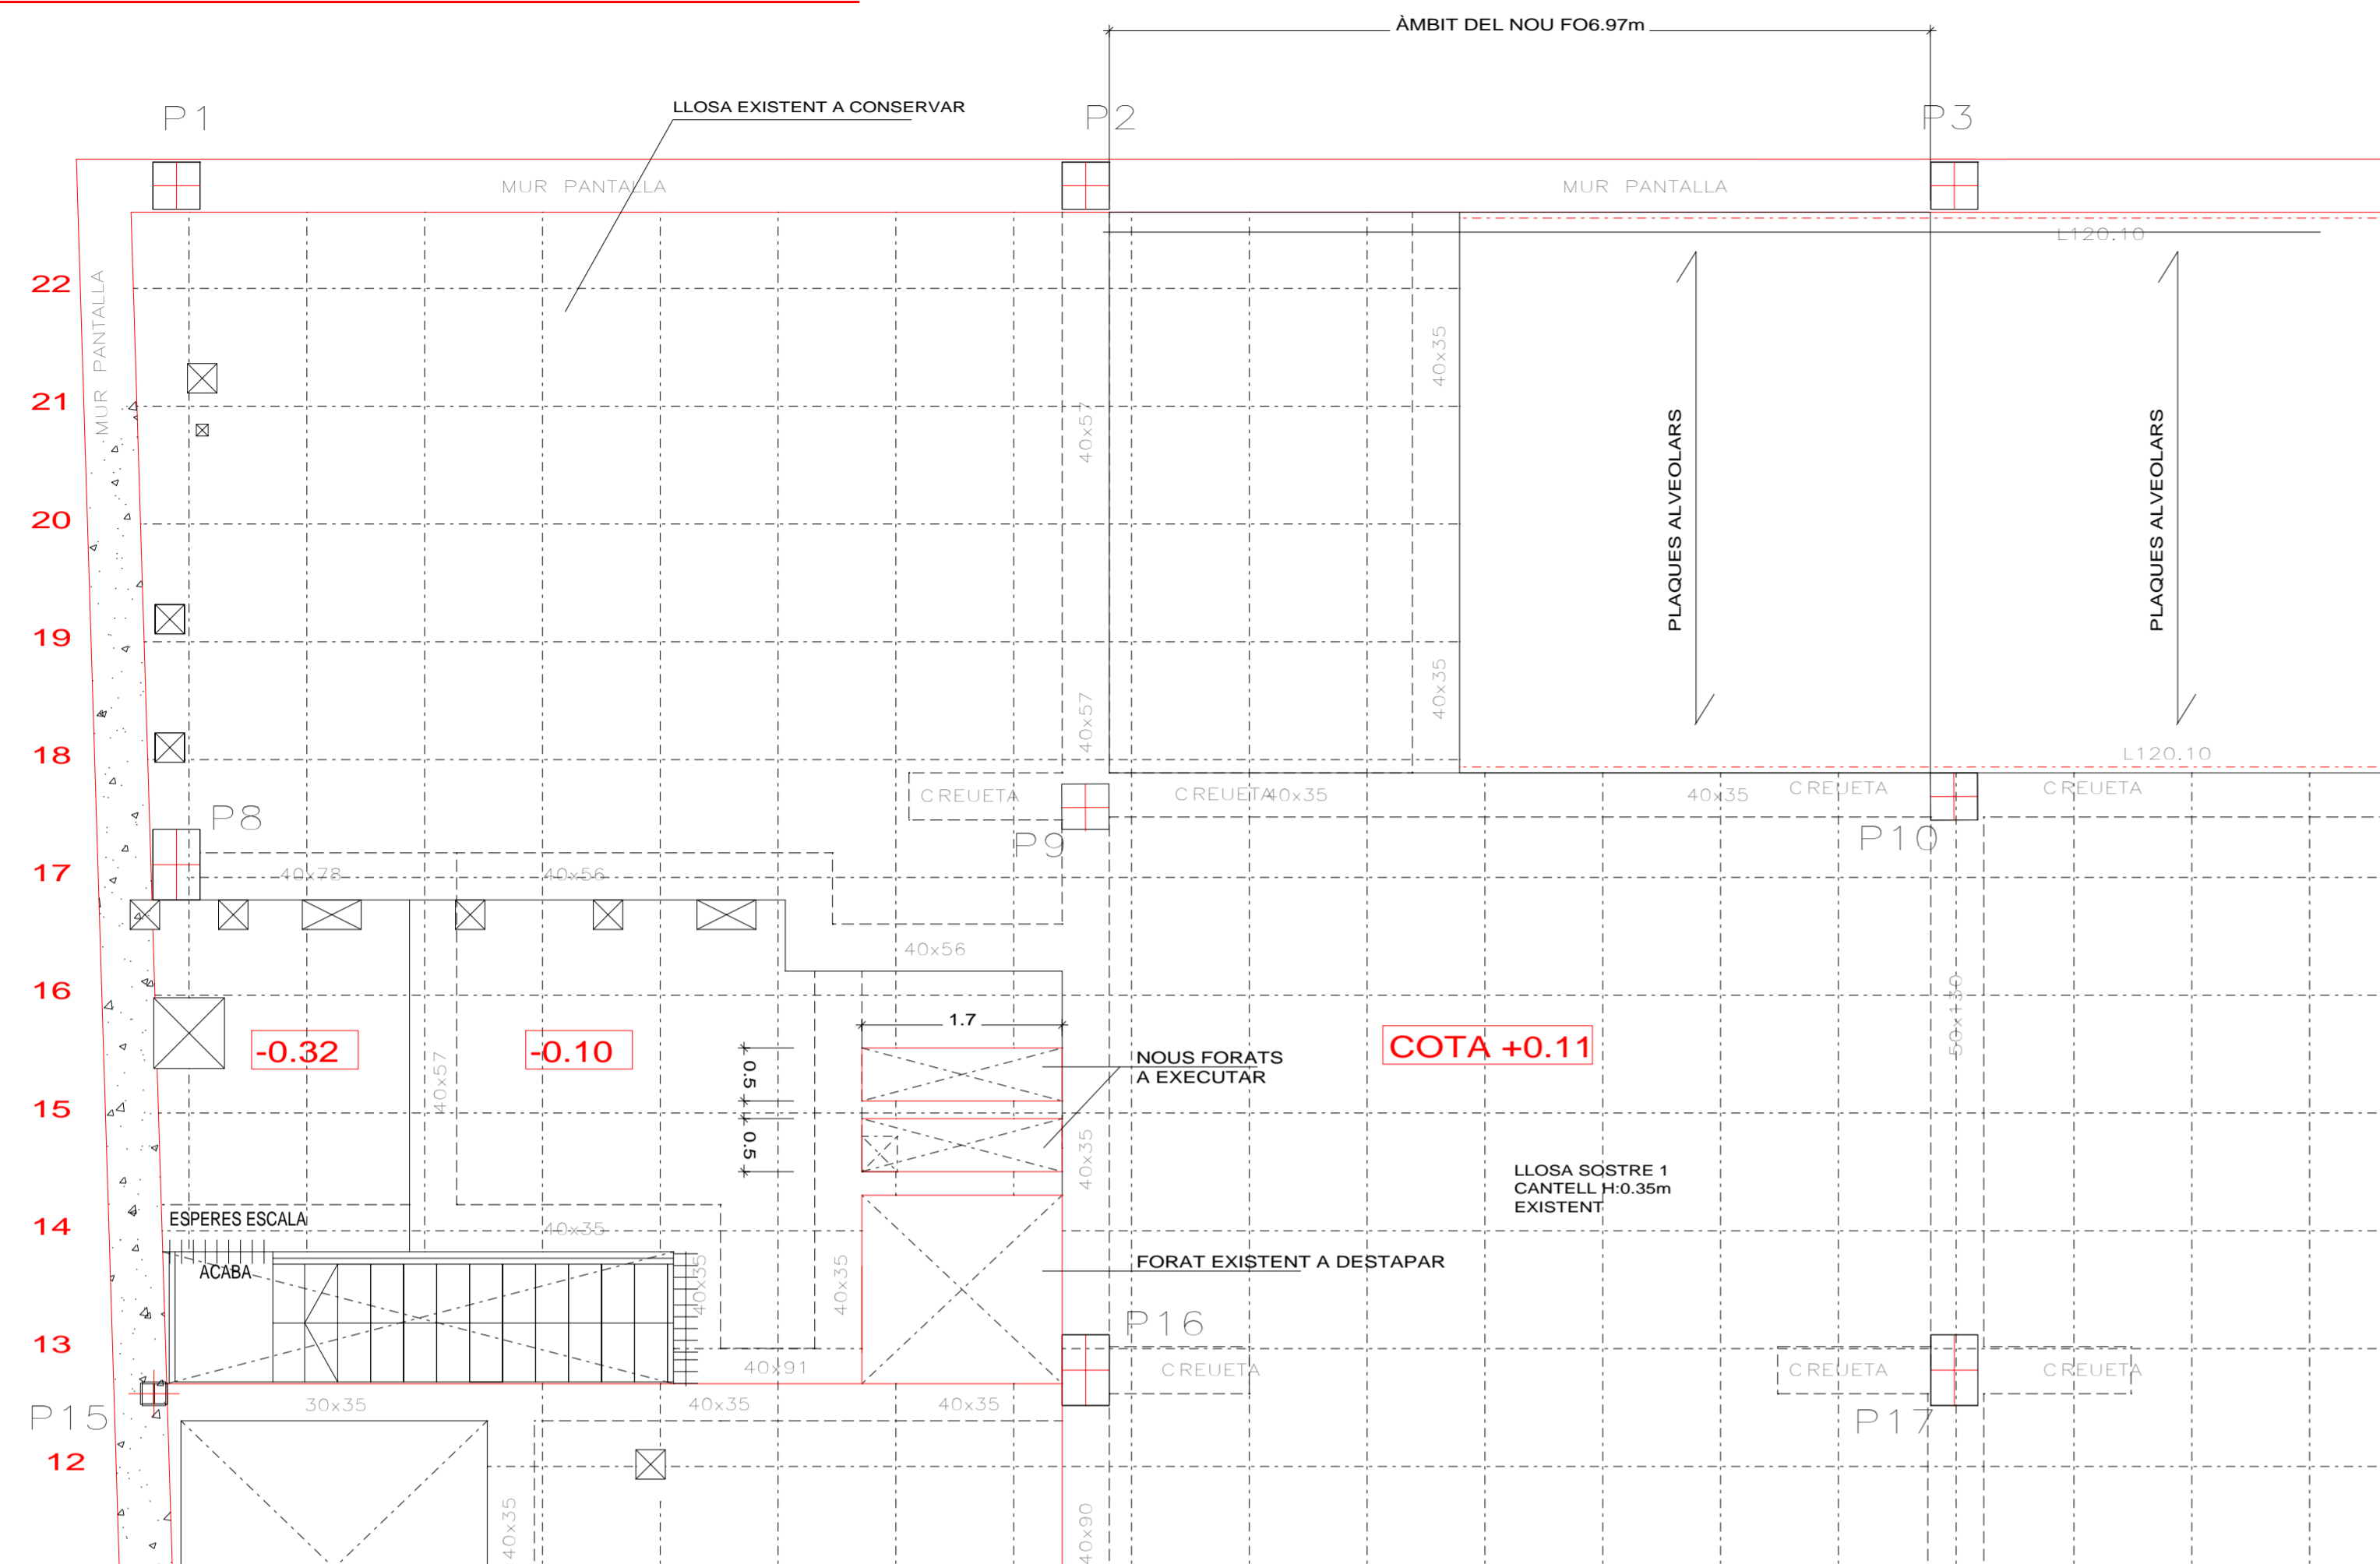 ÀMBIT DEL NOU FO6.97m
P1
LLOSA EXISTENT A CONSERVAR
P2
P3
MUR PANTALLA
MUR PANTALLA
L120.10
22
MUR PANTALLA
40x35
21
40x57
PLAQUES ALVEOLARS
PLAQUES ALVEOLARS
20
19
40x35
40x57
18
L120.10
CREUETA
CREUETA
40x35
40x35
CREUETA
CREUETA
P8
P9
P10
17
40x78
40x56
40x56
16
50x130
1.7
-0.32
-0.10
COTA +0.11
0.5
40x57
NOUS FORATS
A EXECUTAR
15
0.5
40x35
LLOSA SOSTRE 1
CANTELL H:0.35m
EXISTENT
14
ESPERES ESCALA
40x35
ACABA
40x35
40x35
FORAT EXISTENT A DESTAPAR
P16
13
40x91
CREUETA
CREUETA
CREUETA
P15
30x35
40x35
40x35
P17
12
40x35
40x90